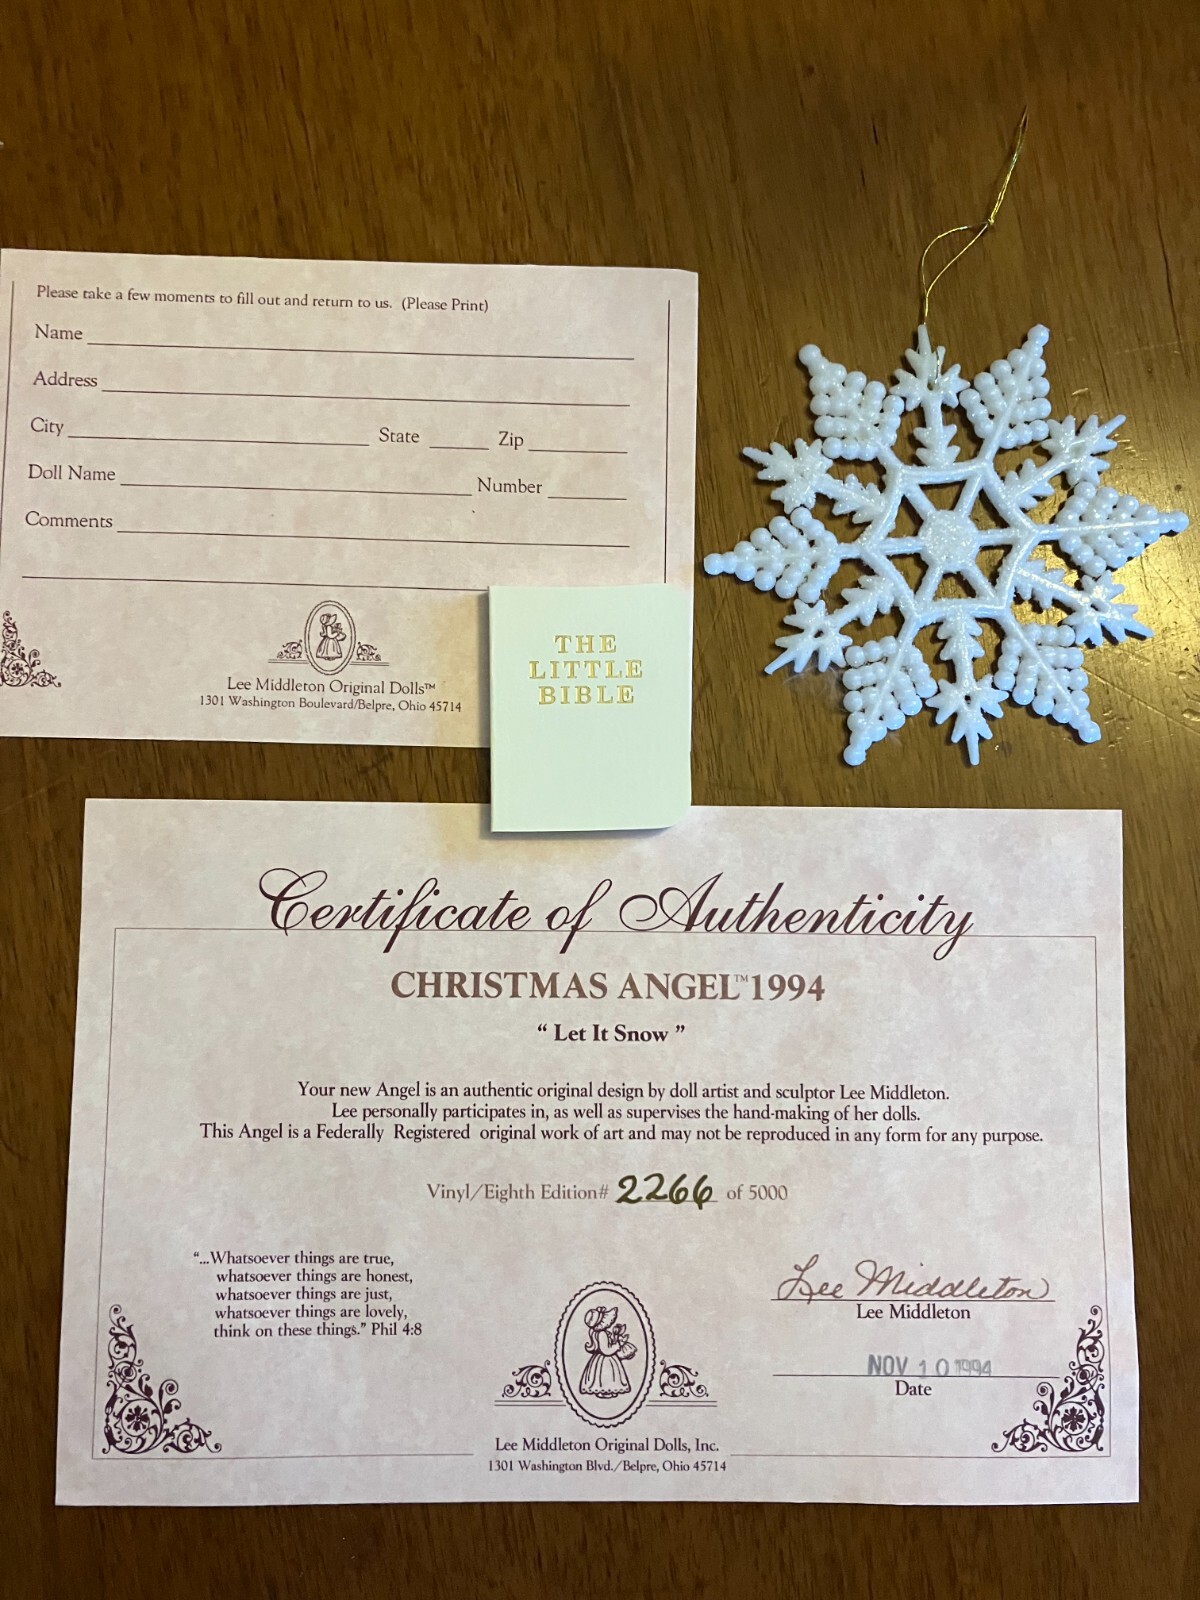 Please take a few moments to fill out and return to us. (Please Print)
Name
Address
City State Zip
Doll Name Number
Comments
Lee Middleton Original Dolls™
1301 Washington Boulevard/Belpre, Ohio 45714
THE
LITTLE
BIBLE
Certificate of Authenticity
CHRISTMAS ANGEL™ 1994
“ Let It Snow ”
Your new Angel is an authentic original design by doll artist and sculptor Lee Middleton.
Lee personally participates in, as well as supervises the hand-making of her dolls.
This Angel is a Federally Registered original work of art and may not be reproduced in any form for any purpose.
Vinyl/Eighth Edition# 2266 of 5000
“...Whatsoever things are true,
whatsoever things are honest,
whatsoever things are just,
whatsoever things are lovely,
think on these things.” Phil 4:8
Lee Middleton
Lee Middleton
NOV 10 1994
Date
Lee Middleton Original Dolls, Inc.
1301 Washington Blvd./Belpre, Ohio 45714